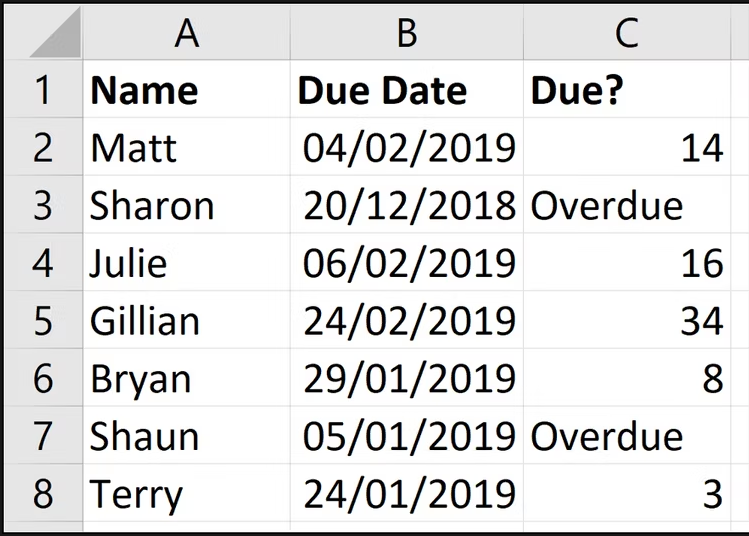 A B C
1 Name Due Date Due?
2 Matt 04/02/2019 14
3 Sharon 20/12/2018 Overdue
4 Julie 06/02/2019 16
5 Gillian 24/02/2019 34
6 Bryan 29/01/2019 8
7 Shaun 05/01/2019 Overdue
8 Terry 24/01/2019 3